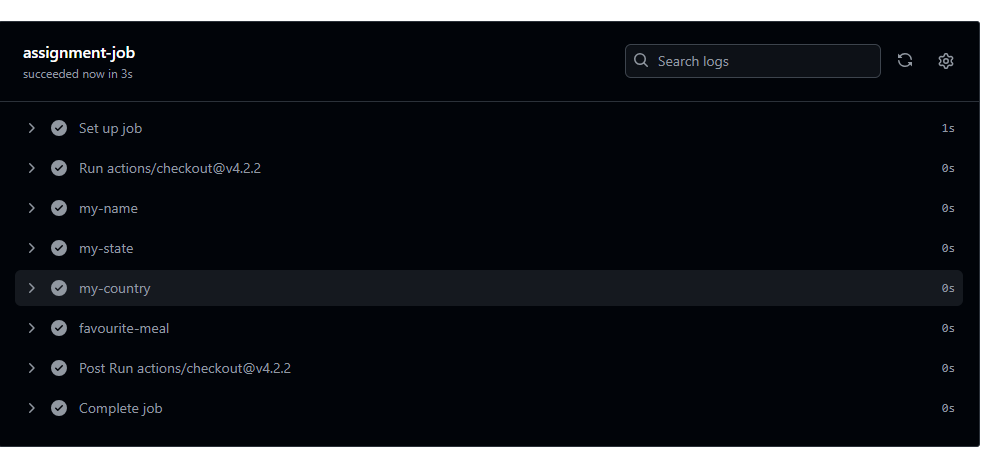 assignment-job
succeeded now in 3s
Search logs
Set up job 1s
Run actions/checkout@v4.2.2 0s
my-name 0s
my-state 0s
my-country 0s
favourite-meal 0s
Post Run actions/checkout@v4.2.2 0s
Complete job 0s